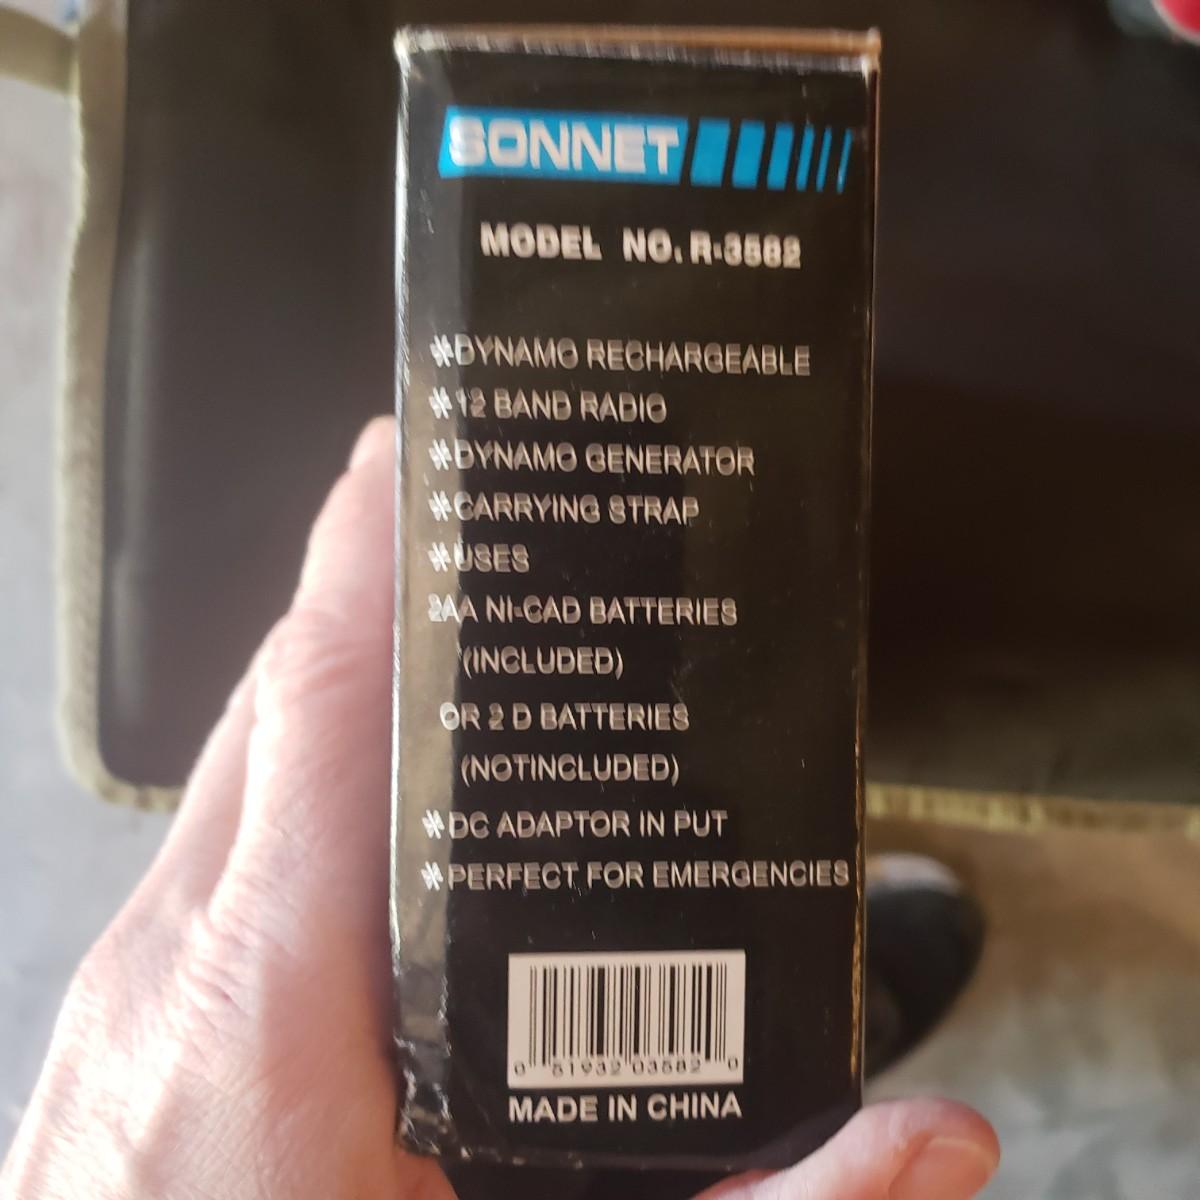 SONNET
MODEL NO. R-3582
*DYNAMO RECHARGEABLE
*12 BAND RADIO
*DYNAMO GENERATOR
*CARRYING STRAP
*USES
2AA NI-CAD BATTERIES
(INCLUDED)
OR 2 D BATTERIES
(NOTINCLUDED)
*DC ADAPTOR IN PUT
*PERFECT FOR EMERGENCIES
0 51932 03582 0
MADE IN CHINA